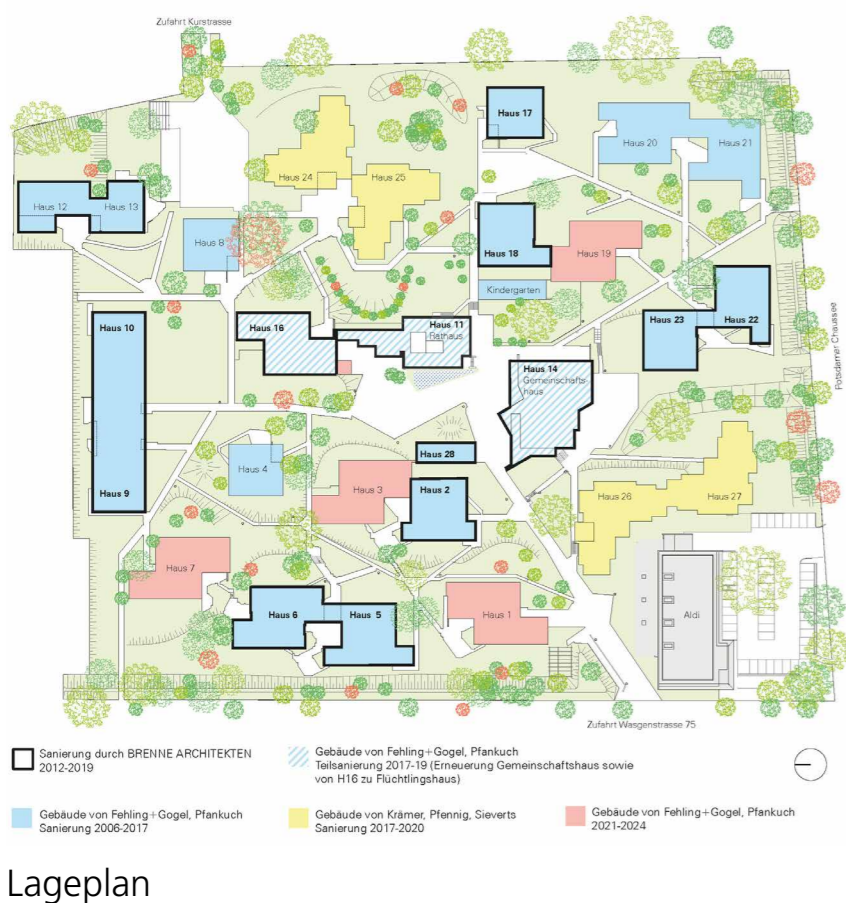 Zufahrt Kurstrasse
Haus 17
Haus 20
Haus 21
Haus 24
Haus 25
Haus 12
Haus 13
Haus 8
Haus 18
Haus 19
Kindergarten
Haus 10
Haus 16
Haus 11
Rathaus
Haus 23
Haus 22
Potsdamer Chaussee
Haus 14
Gemeinschafts
haus
Haus 28
Haus 4
Haus 3
Haus 2
Haus 9
Haus 26
Haus 27
Haus 7
Haus 6
Haus 5
Haus 1
Aldi
Zufahrt Wasgenstrasse 75
Sanierung durch BRENNE ARCHITEKTEN
2012-2019
Gebäude von Fehling+Gogel, Pfankuch
Teilsanierung 2017-19 (Erneuerung Gemeinschaftshaus sowie
von H16 zu Flüchtlingshaus)
Gebäude von Fehling+Gogel, Pfankuch
Sanierung 2006-2017
Gebäude von Krämer, Pfennig, Sieverts
Sanierung 2017-2020
Gebäude von Fehling+Gogel, Pfankuch
2021-2024
Lageplan